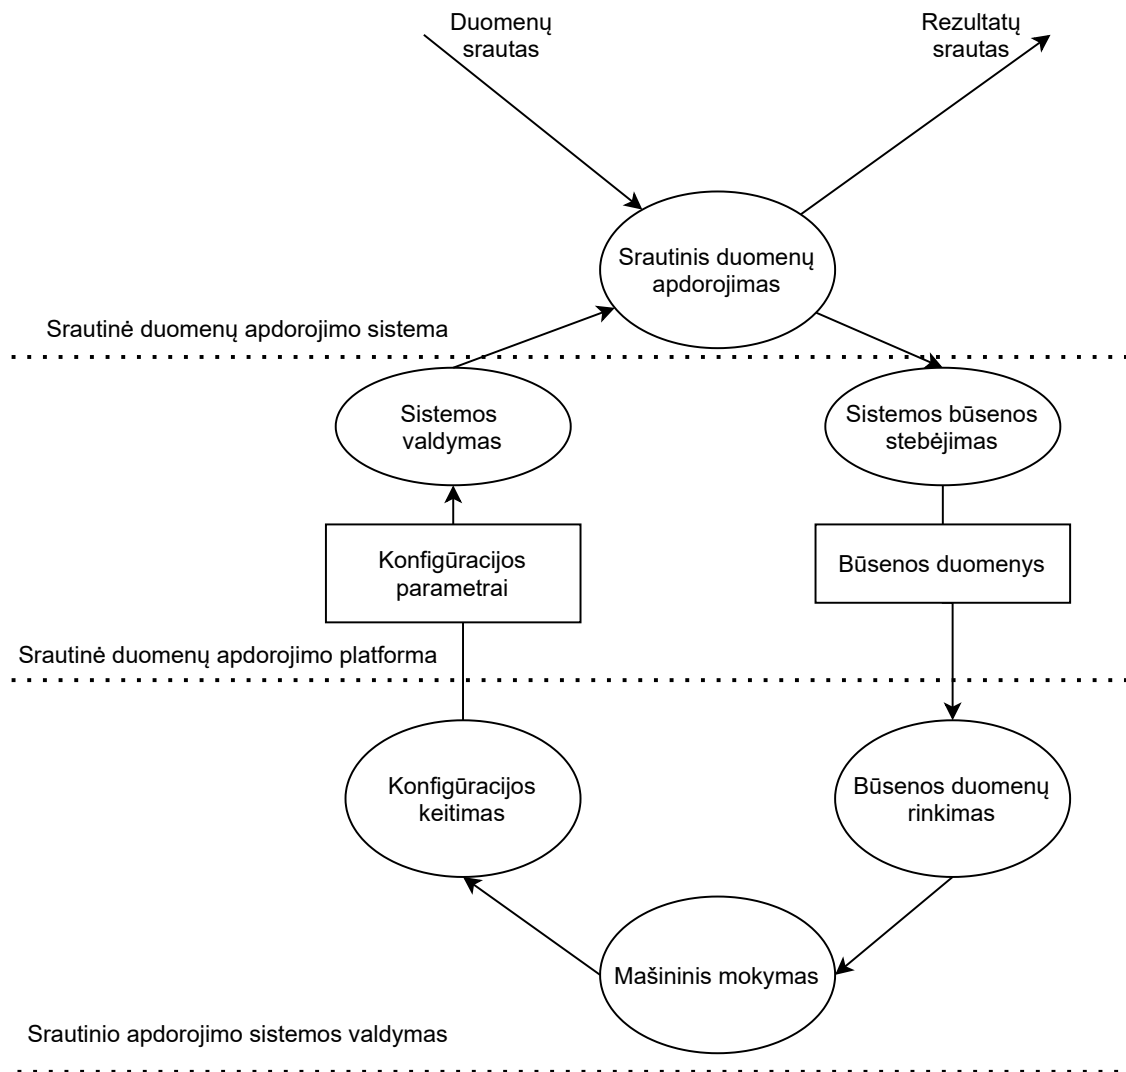 Duomenų
srautas
Rezultatų
srautas
Srautinis duomenų
apdorojimas
Srautinė duomenų apdorojimo sistema
Sistemos
valdymas
Sistemos būsenos
stebėjimas
Konfigūracijos
parametrai
Būsenos duomenys
Srautinė duomenų apdorojimo platforma
Konfigūracijos
keitimas
Būsenos duomenų
rinkimas
Mašininis mokymas
Srautinio apdorojimo sistemos valdymas